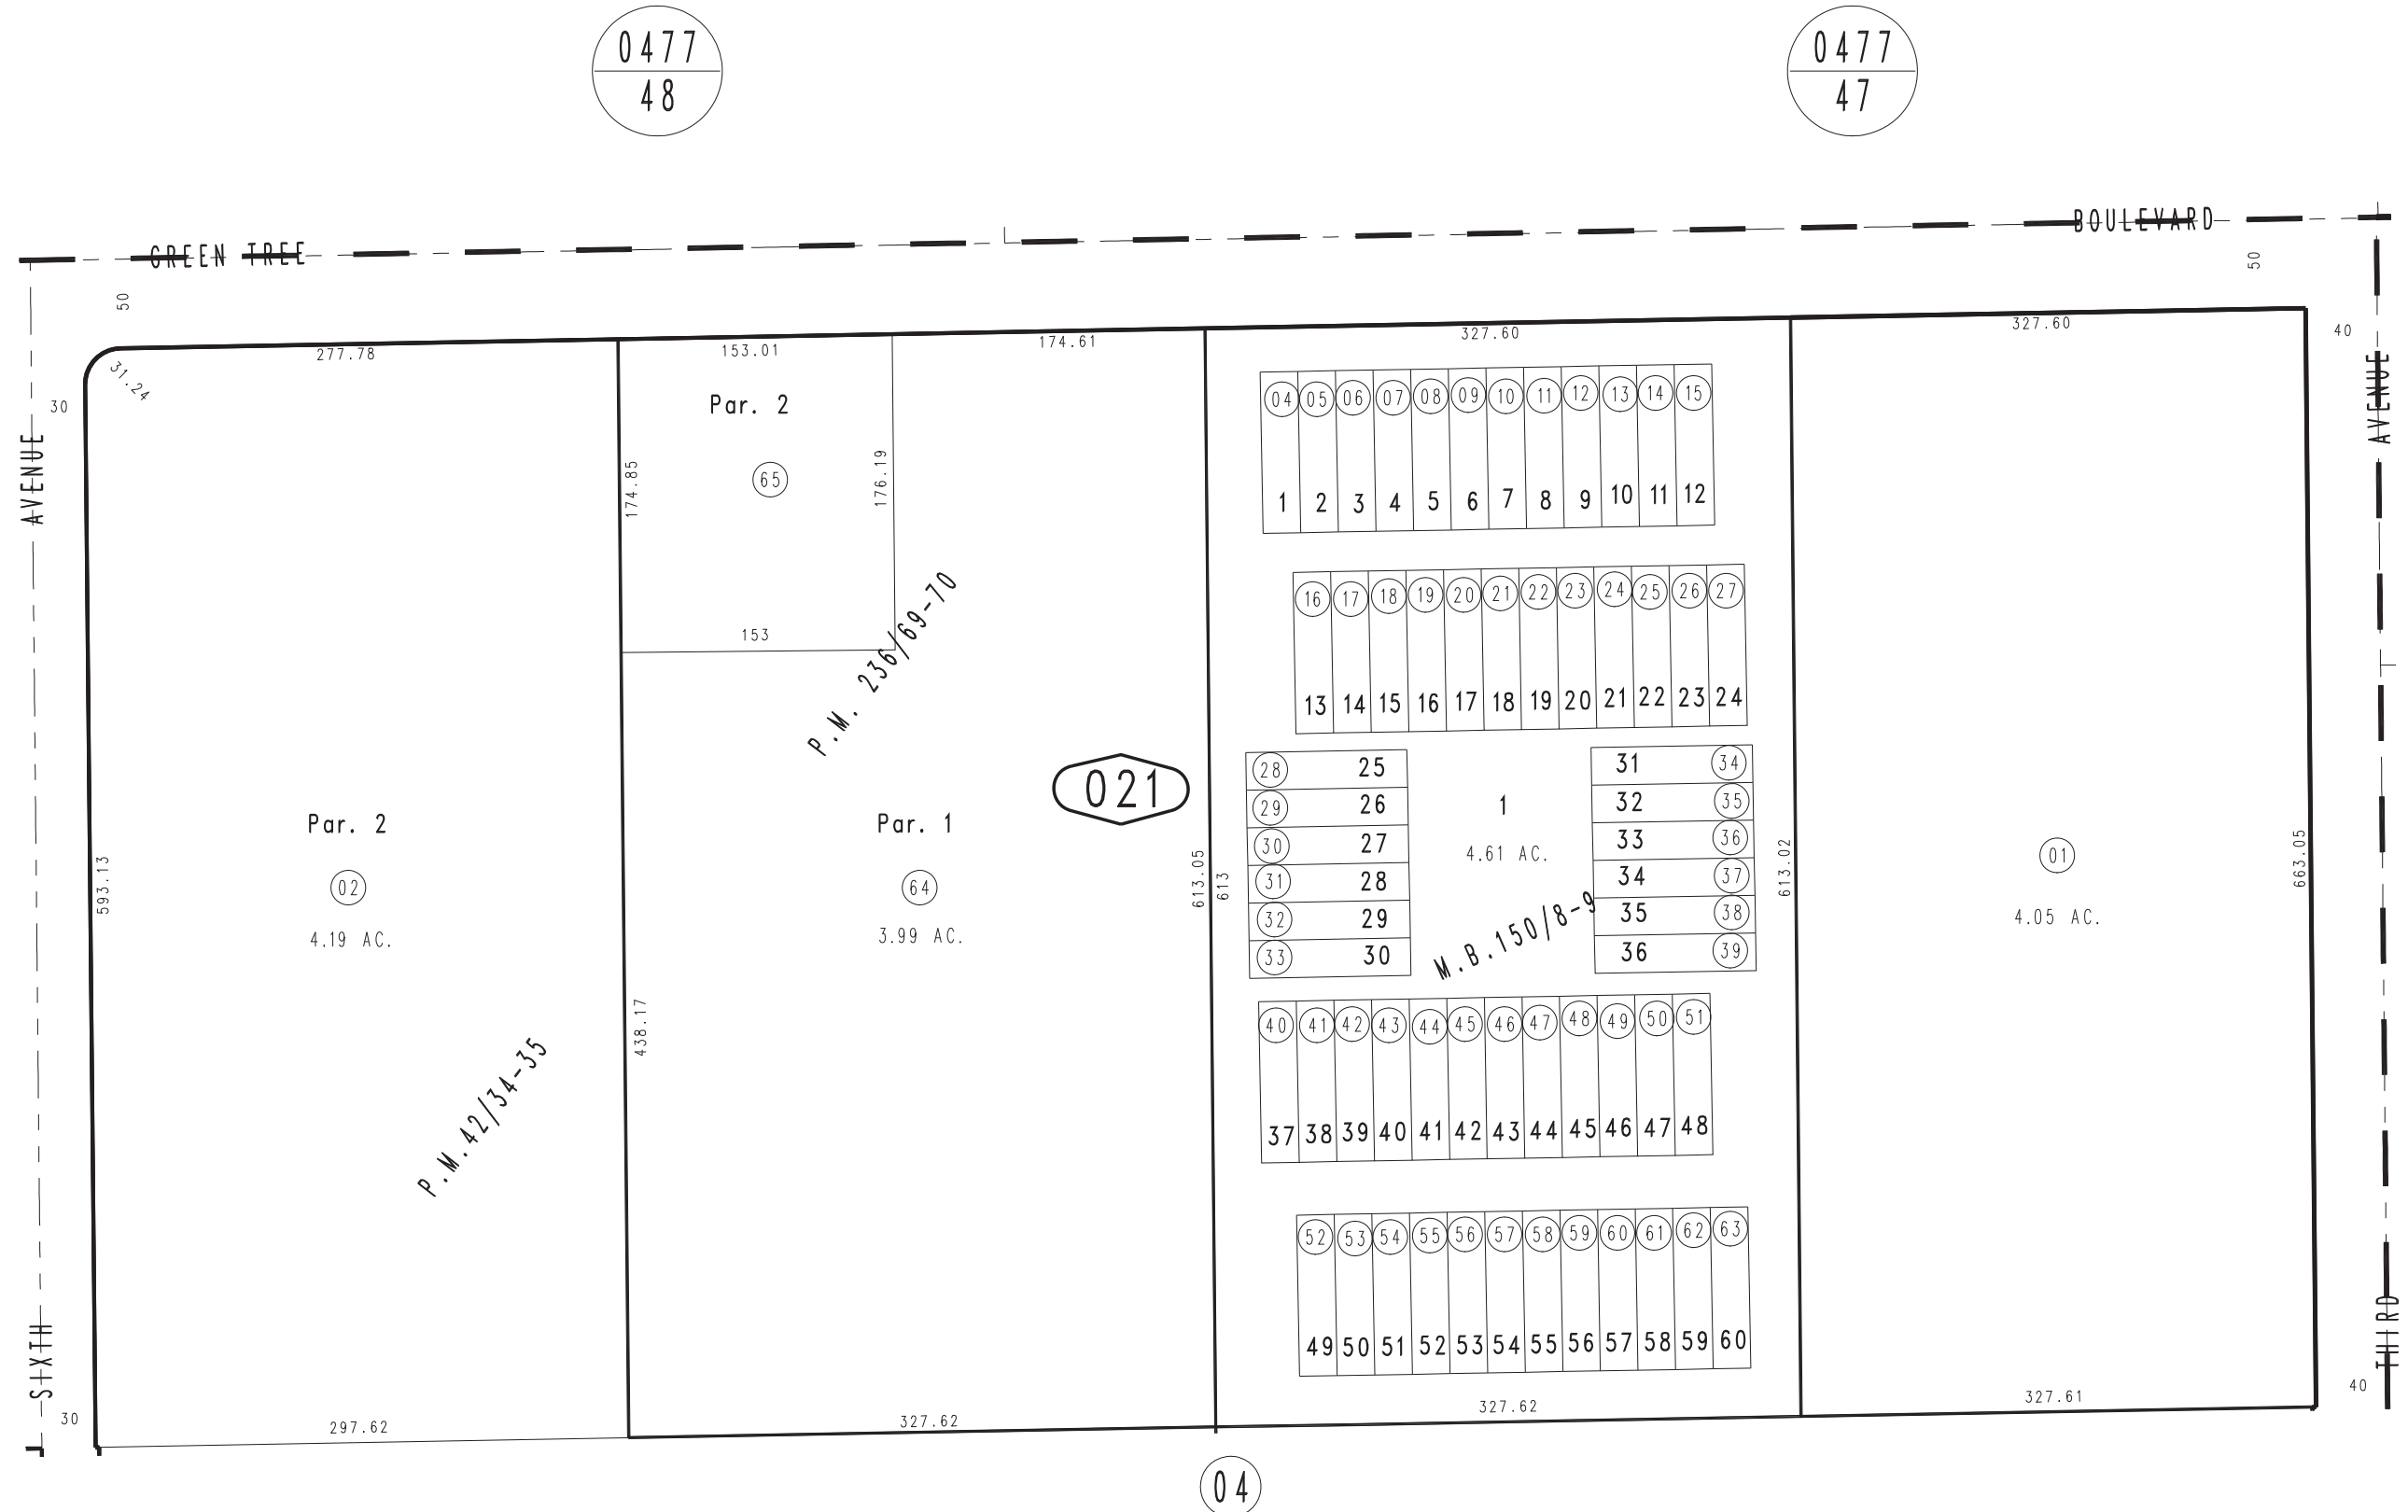 0477
48
0477
47
GREEN TREE
BOULEVARD
50
50
277.78
153.01
174.61
327.60
327.60
40
31.24
30
AVENUE
AVENUE
Par. 2
65
174.85
176.19
153
P.M. 236/69-70
04 05 06 07 08 09 10 11 12 13 14 15
1 2 3 4 5 6 7 8 9 10 11 12
16 17 18 19 20 21 22 23 24 25 26 27
13 14 15 16 17 18 19 20 21 22 23 24
021
28 25
29 26
30 27
31 28
32 29
33 30
1
4.61 AC.
M.B.150/8-9
31 34
32 35
33 36
34 37
35 38
36 39
Par. 2
02
4.19 AC.
593.13
Par. 1
64
3.99 AC.
613.05
613
613.02
01
4.05 AC.
663.05
438.17
P.M.42/34-35
40 41 42 43 44 45 46 47 48 49 50 51
37 38 39 40 41 42 43 44 45 46 47 48
52 53 54 55 56 57 58 59 60 61 62 63
49 50 51 52 53 54 55 56 57 58 59 60
SIXTH
THIRD
30
40
297.62
327.62
327.62
327.61
04